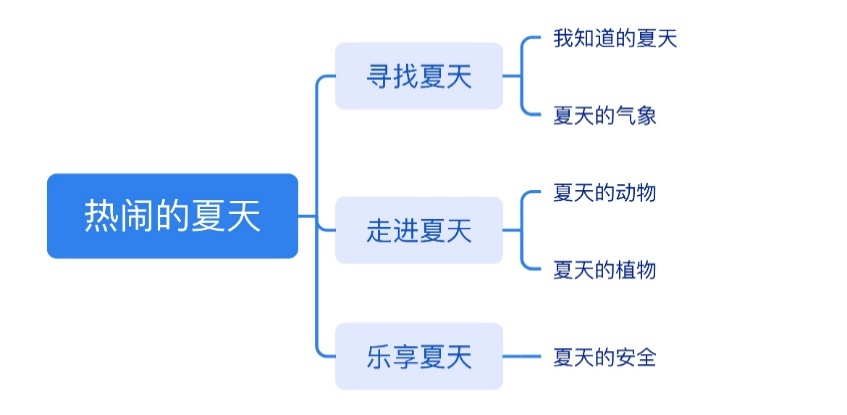 热闹的夏天
寻找夏天
我知道的夏天
夏天的气象
走进夏天
夏天的动物
夏天的植物
乐享夏天
夏天的安全